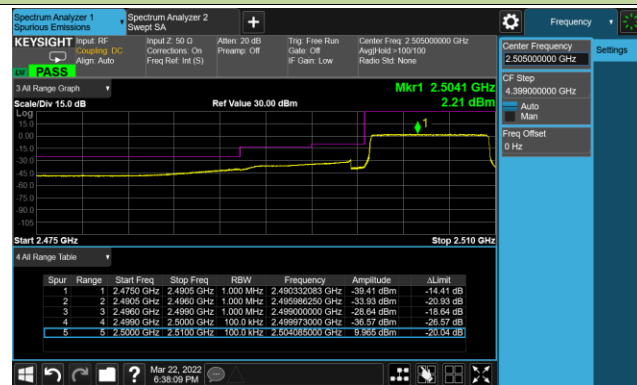 Spectrum Analyzer 1
Spurious Emissions
Spectrum Analyzer 2
Swept SA
Frequency
KEYSIGHT
Input: RF
Coupling: DC
Align: Auto
Input Z: 50 Ω
Corrections: On
Freq Ref: Int (S)
Atten: 20 dB
Preamp: Off
Trig: Free Run
Gate: Off
IF Gain: Low
Center Freq: 2.505000000 GHz
Avg|Hold:>100/100
Radio Std: None
PASS
3 All Range Graph
Scale/Div 15.0 dB
Ref Value 30.00 dBm
Mkr1 2.5041 GHz
2.21 dBm
Log
15.0
0.00
-15.0
-30.0
-45.0
-60.0
-75.0
-90.0
-105
1
Start 2.475 GHz
Stop 2.510 GHz
4 All Range Table
Spur Range Start Freq Stop Freq RBW Frequency Amplitude ΔLimit
1 1 2.4750 GHz 2.4905 GHz 1.000 MHz 2.490332083 GHz -39.41 dBm -14.41 dB
2 2 2.4905 GHz 2.4960 GHz 1.000 MHz 2.495986250 GHz -33.93 dBm -20.93 dB
3 3 2.4960 GHz 2.4990 GHz 1.000 MHz 2.499000000 GHz -28.64 dBm -18.64 dB
4 4 2.4990 GHz 2.5000 GHz 100.0 kHz 2.499973000 GHz -36.57 dBm -26.57 dB
5 5 2.5000 GHz 2.5100 GHz 100.0 kHz 2.504085000 GHz 9.965 dBm -20.04 dB
Center Frequency
2.505000000 GHz
Settings
CF Step
4.399000000 GHz
Auto
Man
Freq Offset
0 Hz
Mar 22, 2022
6:38:09 PM